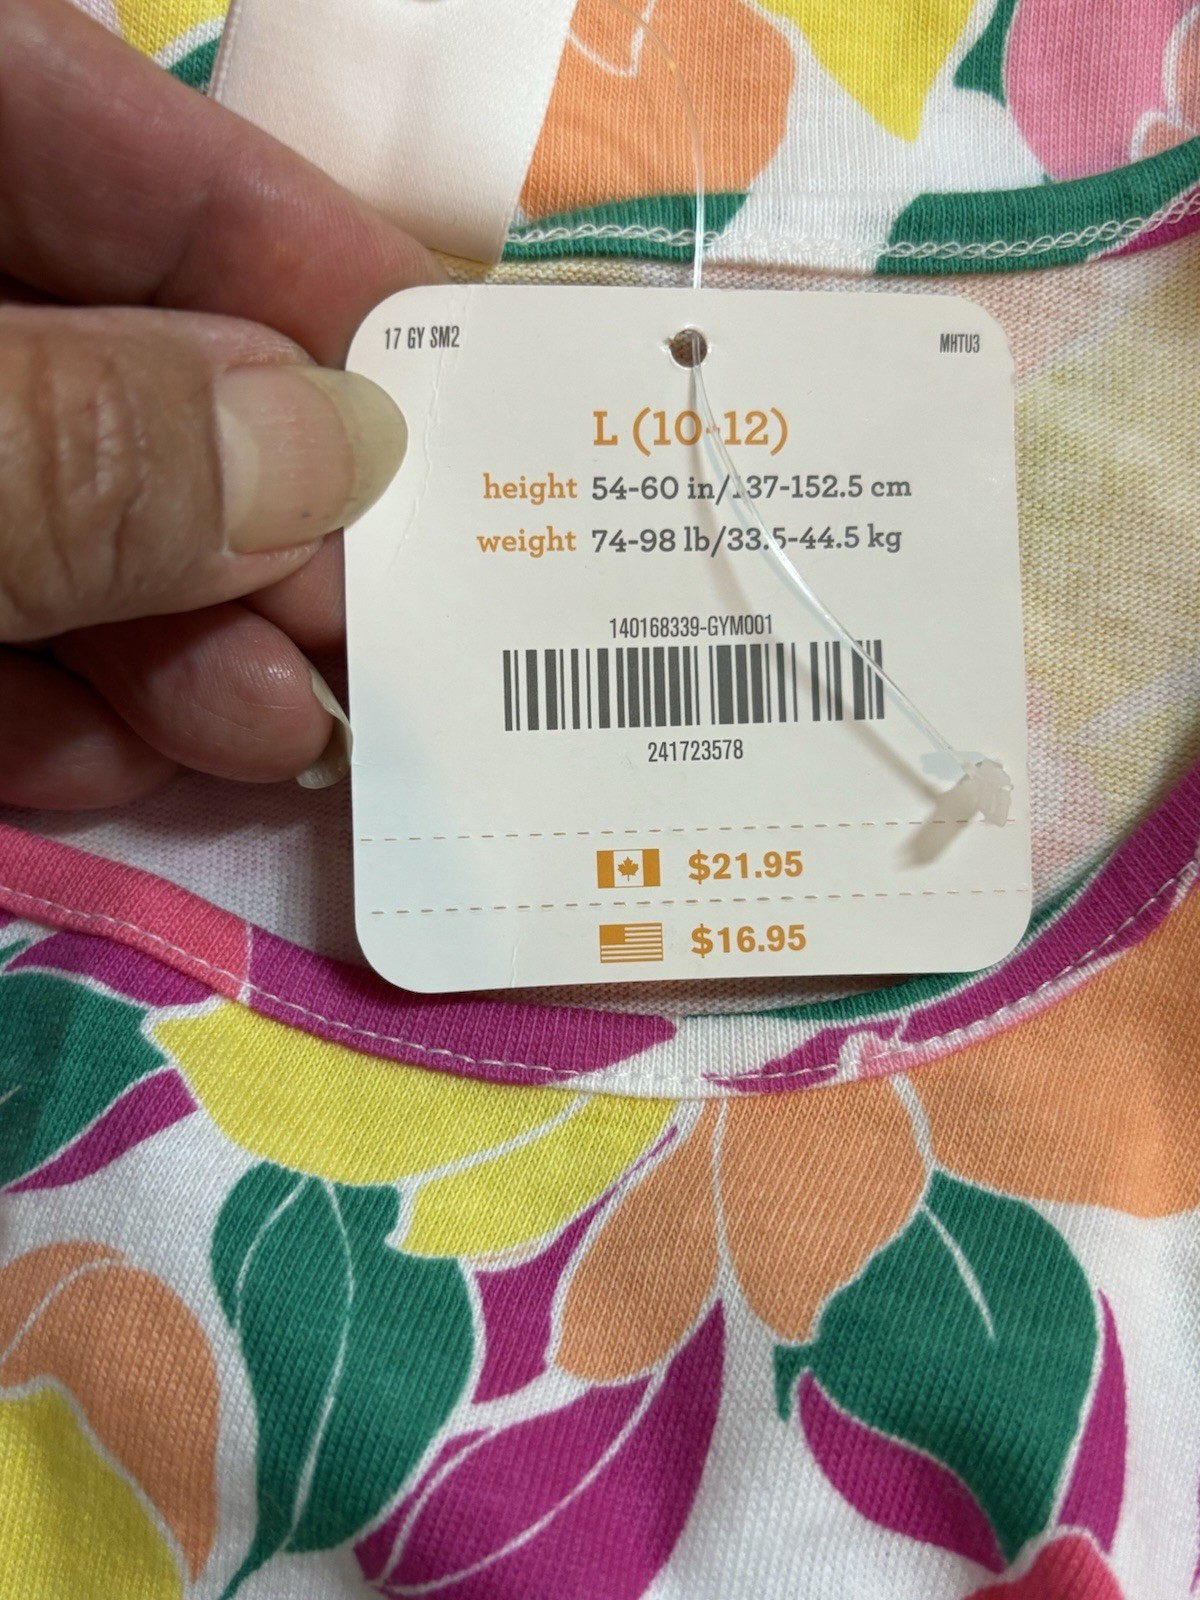 17 GY SM2
MHTU3
L (10-12)
height 54-60 in/137-152.5 cm
weight 74-98 lb/33.5-44.5 kg
140168339-GYM001
241723578
$21.95
$16.95